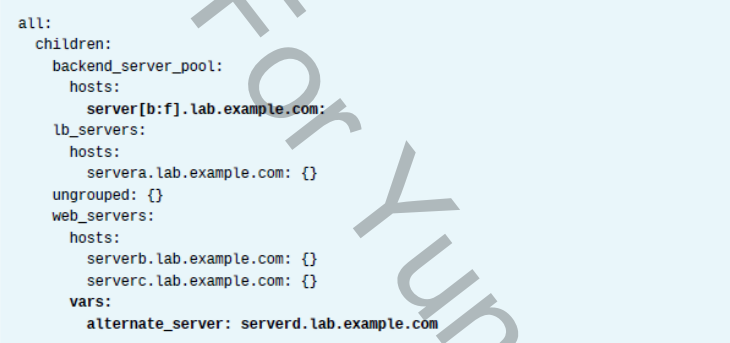 all:
  children:
    backend_server_pool:
      hosts:
        server[b:f].lab.example.com:
    lb_servers:
      hosts:
        servera.lab.example.com: {}
    ungrouped: {}
    web_servers:
      hosts:
        serverb.lab.example.com: {}
        serverc.lab.example.com: {}
      vars:
        alternate_server: serverd.lab.example.com
For Yun